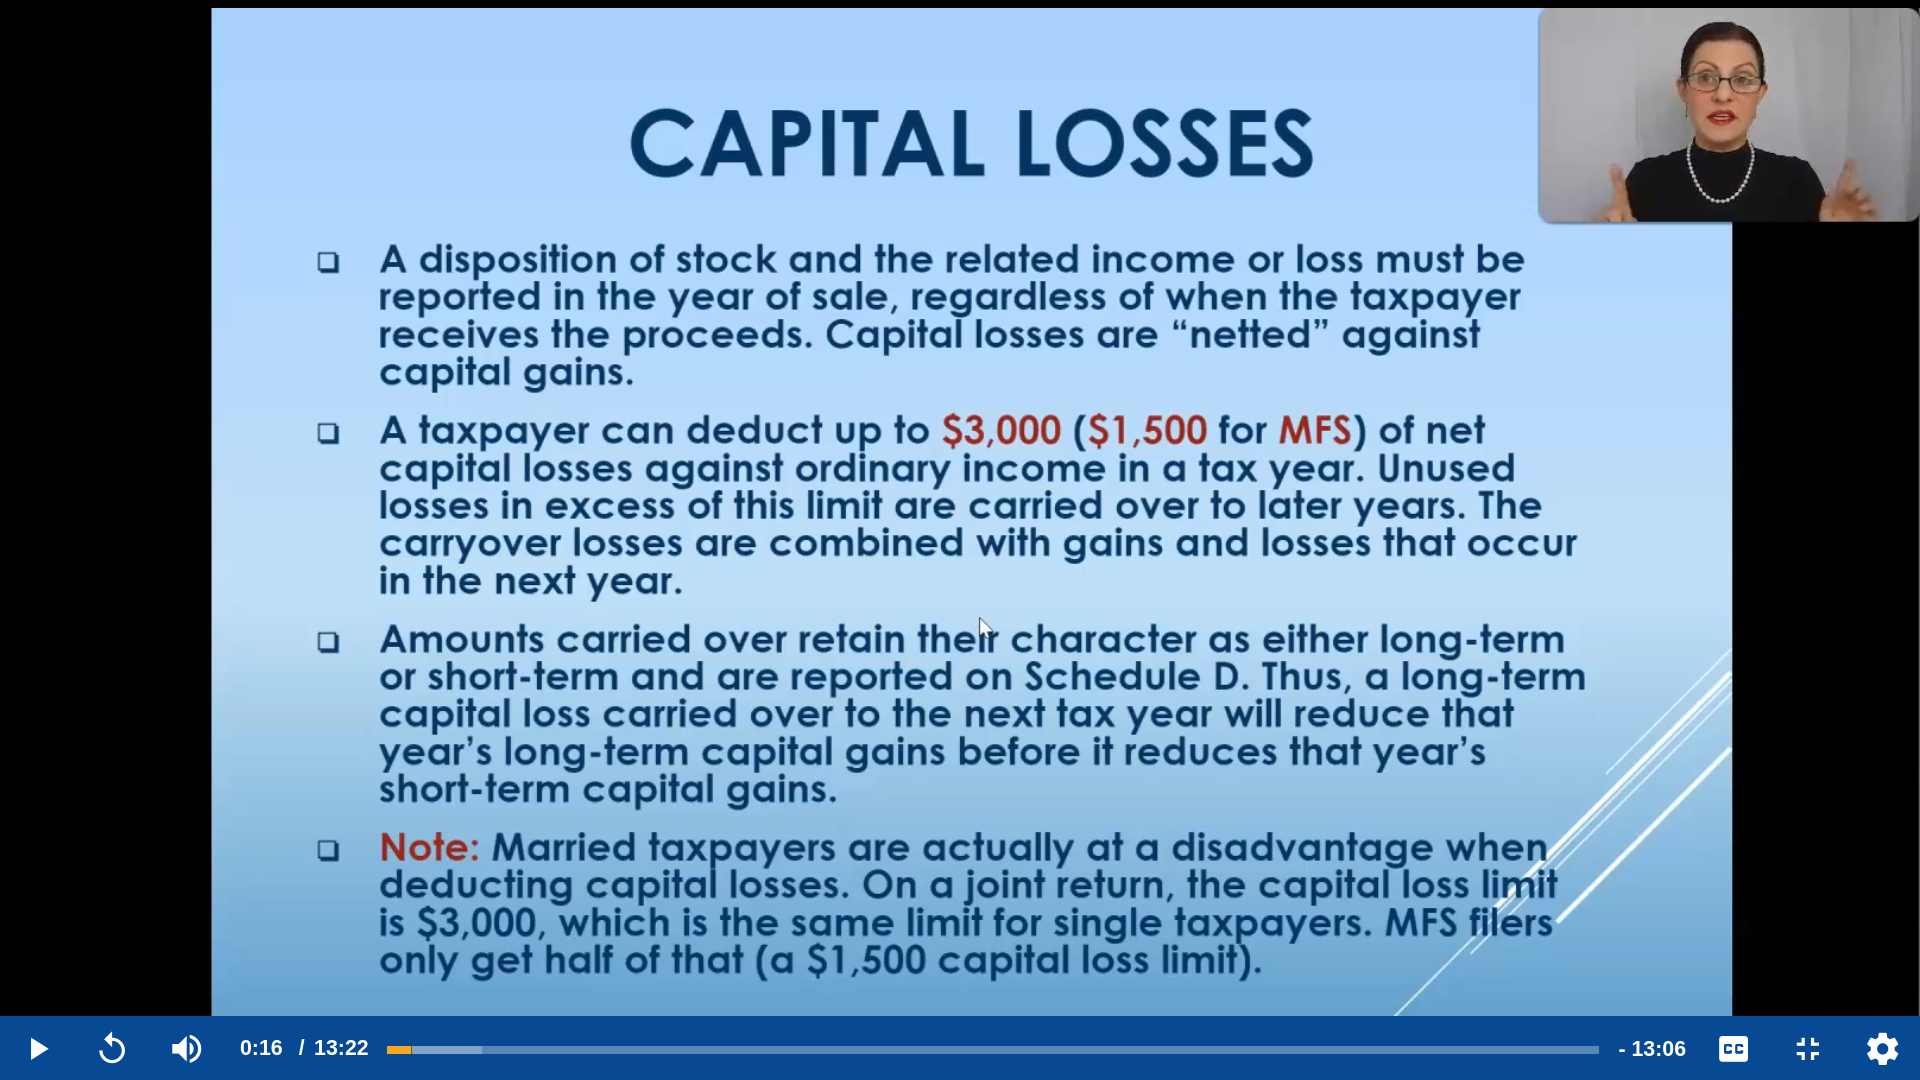 CAPITAL LOSSES
❑ A disposition of stock and the related income or loss must be
reported in the year of sale, regardless of when the taxpayer
receives the proceeds. Capital losses are “netted” against
capital gains.
❑ A taxpayer can deduct up to $3,000 ($1,500 for MFS) of net
capital losses against ordinary income in a tax year. Unused
losses in excess of this limit are carried over to later years. The
carryover losses are combined with gains and losses that occur
in the next year.
❑ Amounts carried over retain their character as either long-term
or short-term and are reported on Schedule D. Thus, a long-term
capital loss carried over to the next tax year will reduce that
year’s long-term capital gains before it reduces that year’s
short-term capital gains.
❑ Note: Married taxpayers are actually at a disadvantage when
deducting capital losses. On a joint return, the capital loss limit
is $3,000, which is the same limit for single taxpayers. MFS filers
only get half of that (a $1,500 capital loss limit).
0:16 / 13:22 - 13:06 CC